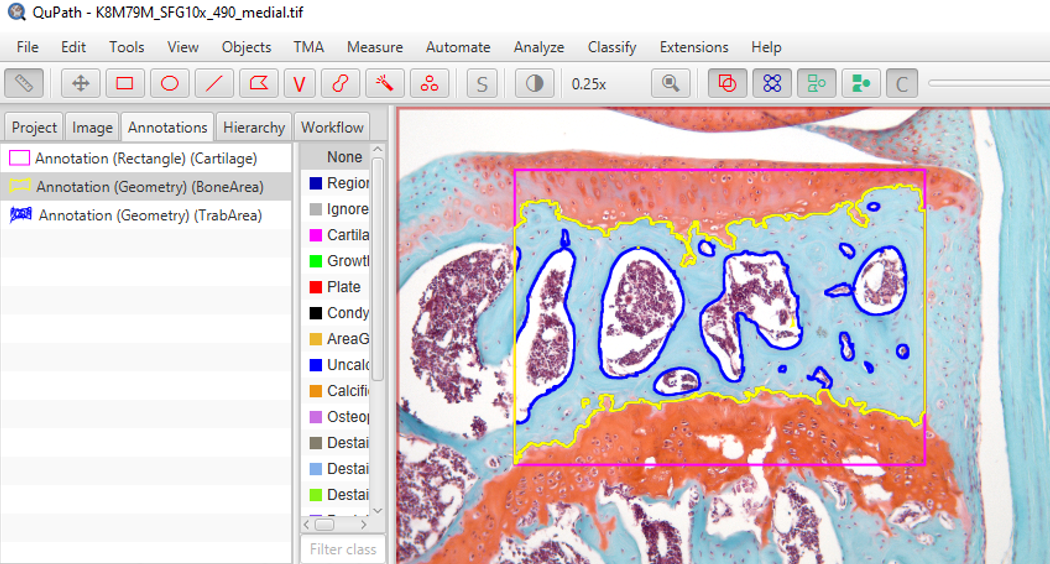 QuPath - K8M79M_SFG10x_490_medial.tif
File Edit Tools View Objects TMA Measure Automate Analyze Classify Extensions Help
S 0.25x C
Project Image Annotations Hierarchy Workflow
Annotation (Rectangle) (Cartilage)
Annotation (Geometry) (BoneArea)
Annotation (Geometry) (TrabArea)
None
Region
Ignore
Cartila
Growtl
Plate
Condy
AreaG
Uncalc
Calcifi
Osteop
Destai
Destai
Destai
Filter class